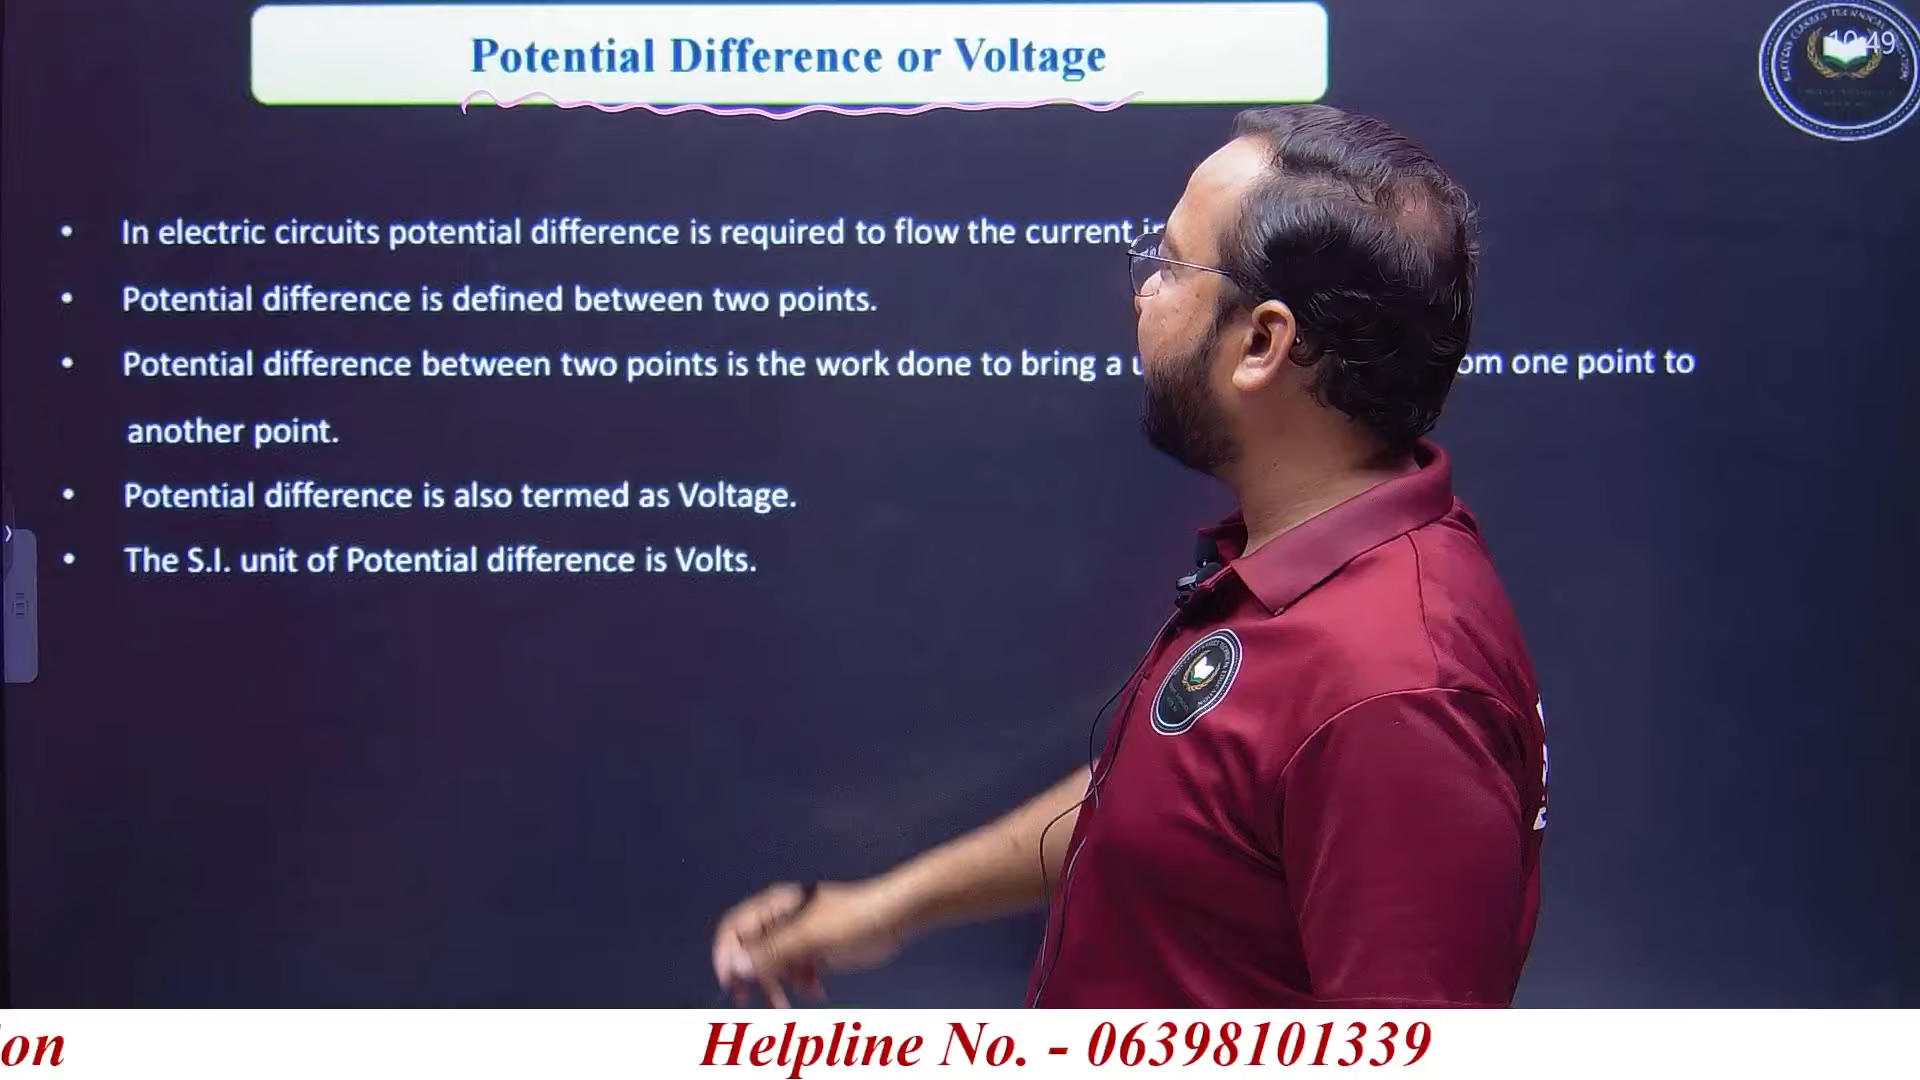 Potential Difference or Voltage
10:49
• In electric circuits potential difference is required to flow the current
• Potential difference is defined between two points.
• Potential difference between two points is the work done to bring a one point to
another point.
• Potential difference is also termed as Voltage.
• The S.I. unit of Potential difference is Volts.
on
Helpline No. - 06398101339